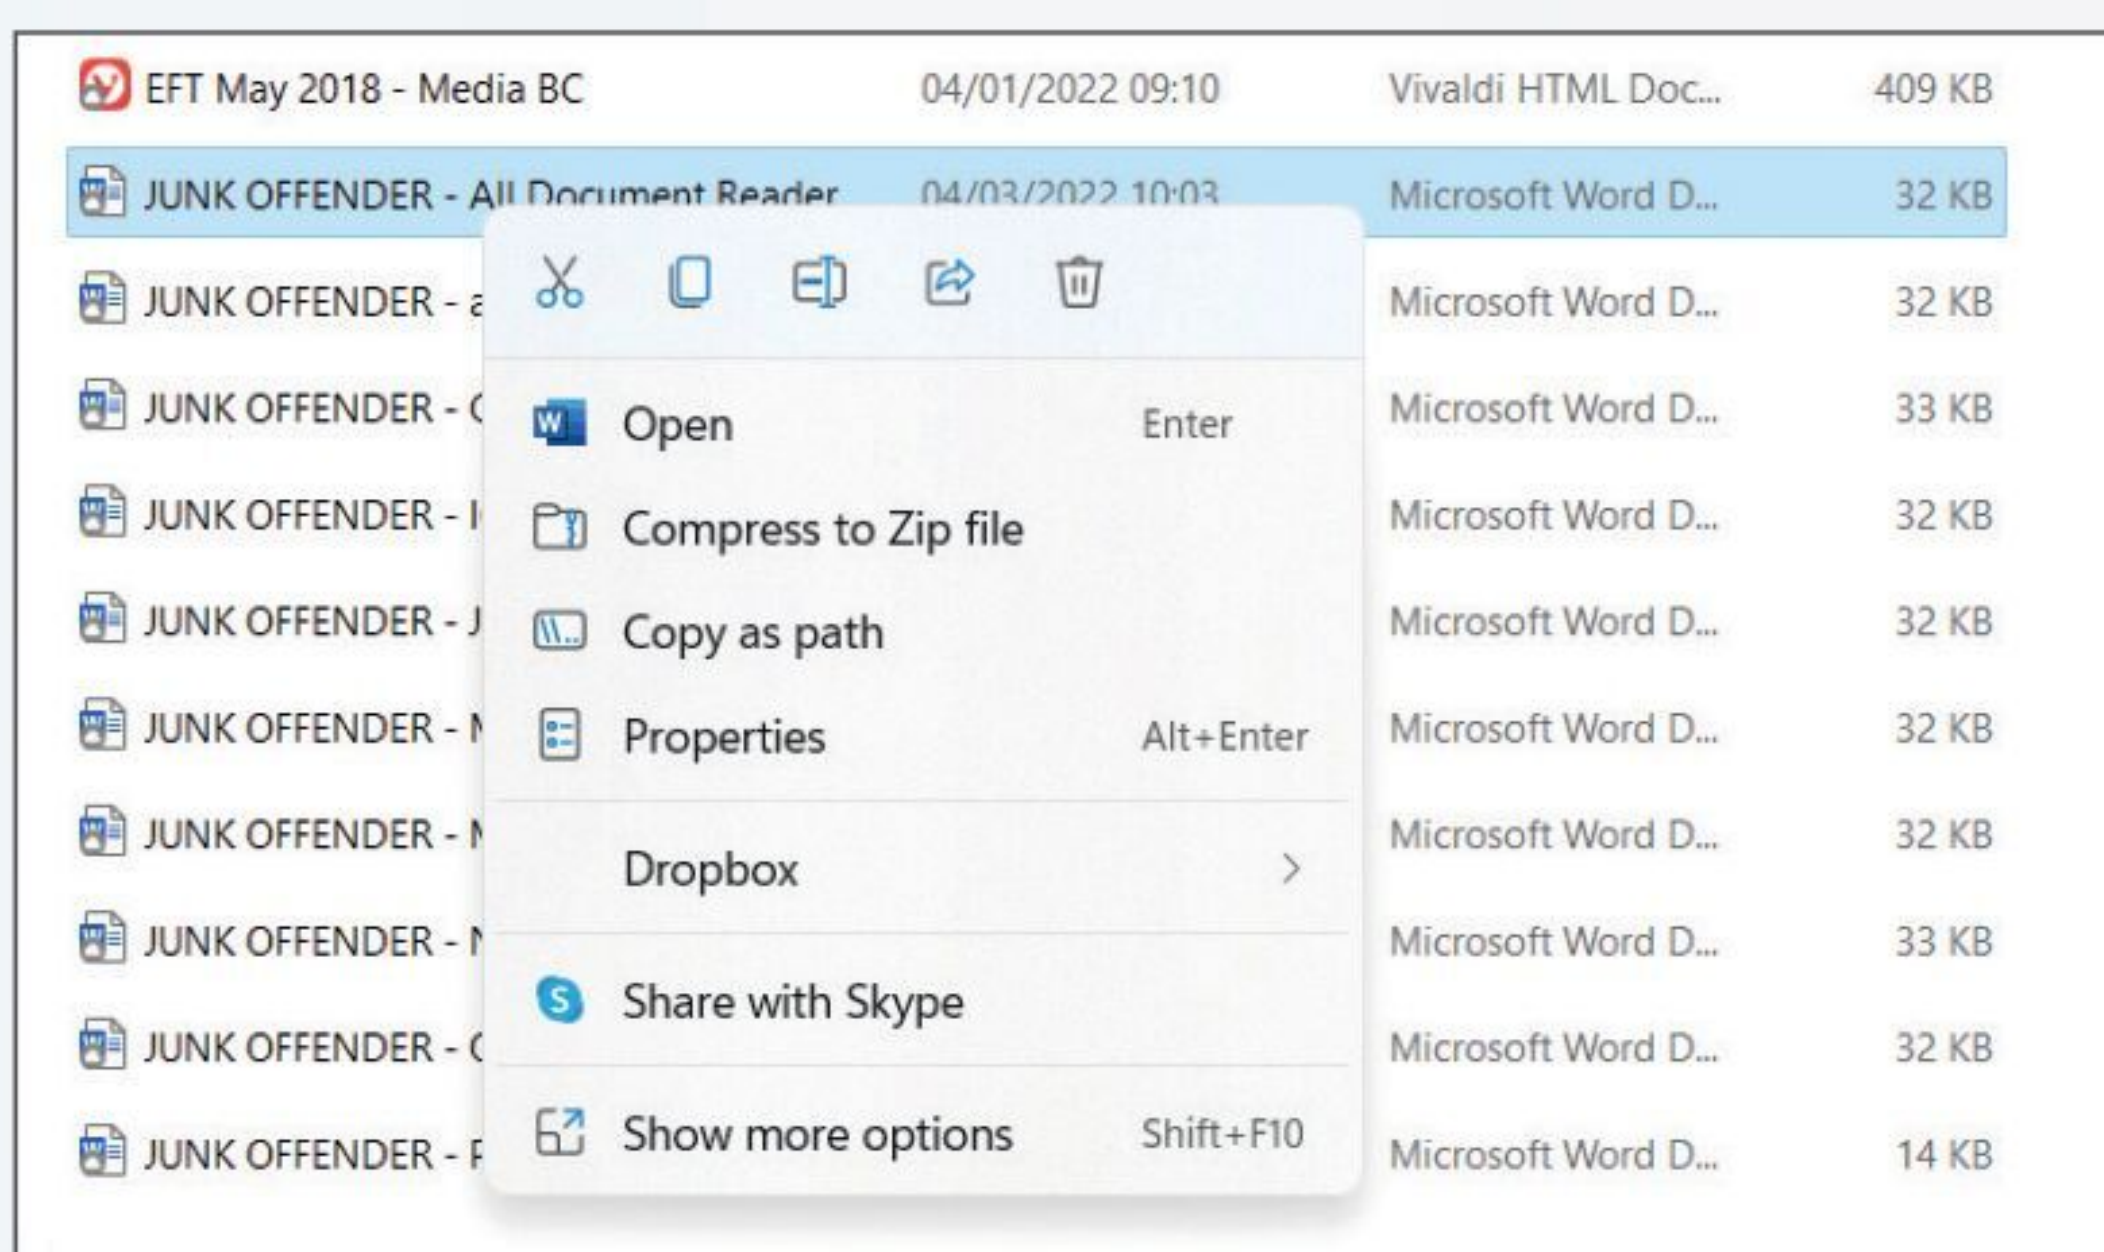 EFT May 2018 - Media BC 04/01/2022 09:10 Vivaldi HTML Doc... 409 KB
JUNK OFFENDER - All Document Reader 04/03/2022 10:03 Microsoft Word D... 32 KB
JUNK OFFENDER - a Microsoft Word D... 32 KB
JUNK OFFENDER - Microsoft Word D... 33 KB
Open Enter
JUNK OFFENDER - Microsoft Word D... 32 KB
Compress to Zip file
JUNK OFFENDER - J Microsoft Word D... 32 KB
Copy as path
JUNK OFFENDER - Microsoft Word D... 32 KB
Properties Alt+Enter
JUNK OFFENDER - Microsoft Word D... 32 KB
Dropbox
JUNK OFFENDER - Microsoft Word D... 33 KB
Share with Skype
JUNK OFFENDER - Microsoft Word D... 32 KB
Show more options Shift+F10
JUNK OFFENDER - Microsoft Word D... 14 KB